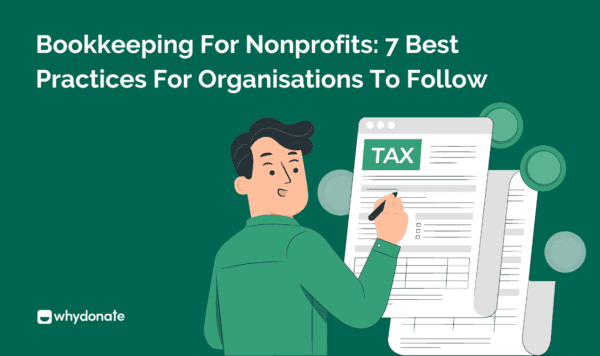 Bookkeeping For Nonprofits: 7 Best
Practices For Organisations To Follow
TAX
whydonate